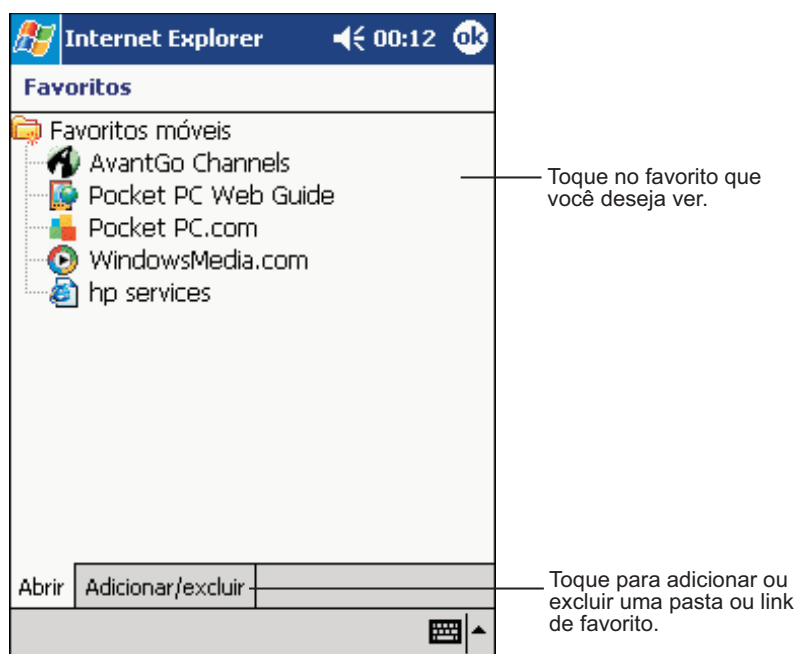 Internet Explorer 00:12 ok
Favoritos
Favoritos móveis
AvantGo Channels
Pocket PC Web Guide
Pocket PC.com
WindowsMedia.com
hp services
Toque no favorito que
você deseja ver.
Abrir Adicionar/excluir
Toque para adicionar ou
excluir uma pasta ou link
de favorito.